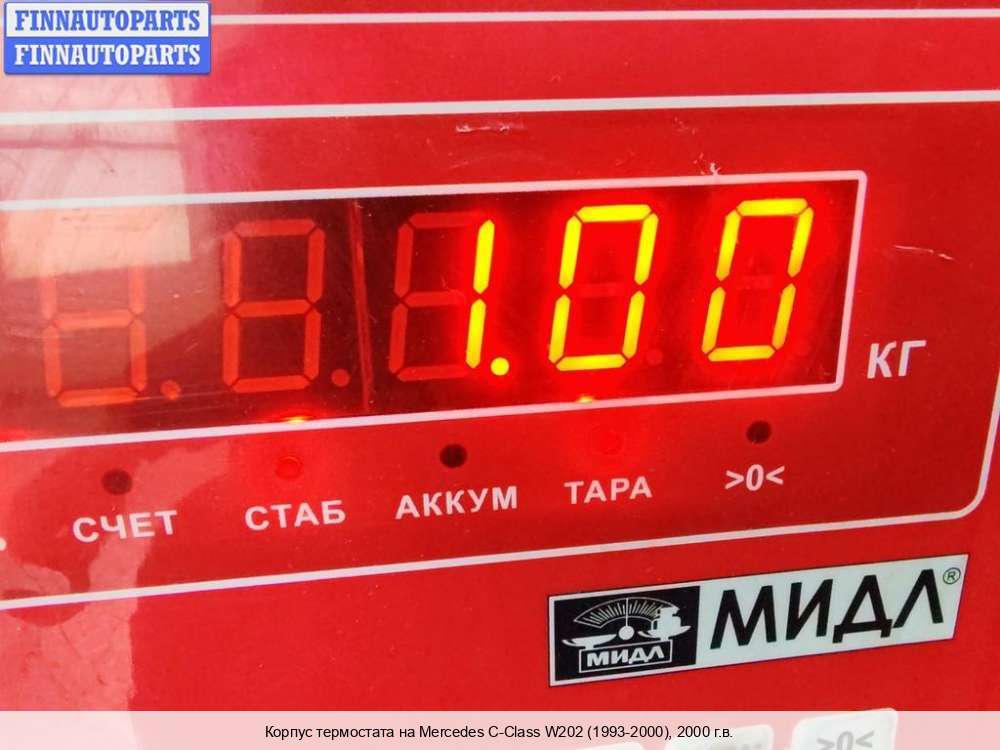 FINNAUTOPARTS
FINNAUTOPARTS
1.00
КГ
СЧЕТ СТАБ АККУМ ТАРА >0<
МИДЛ
МИДЛ®
>0<
Корпус термостата на Mercedes C-Class W202 (1993-2000), 2000 г.в.